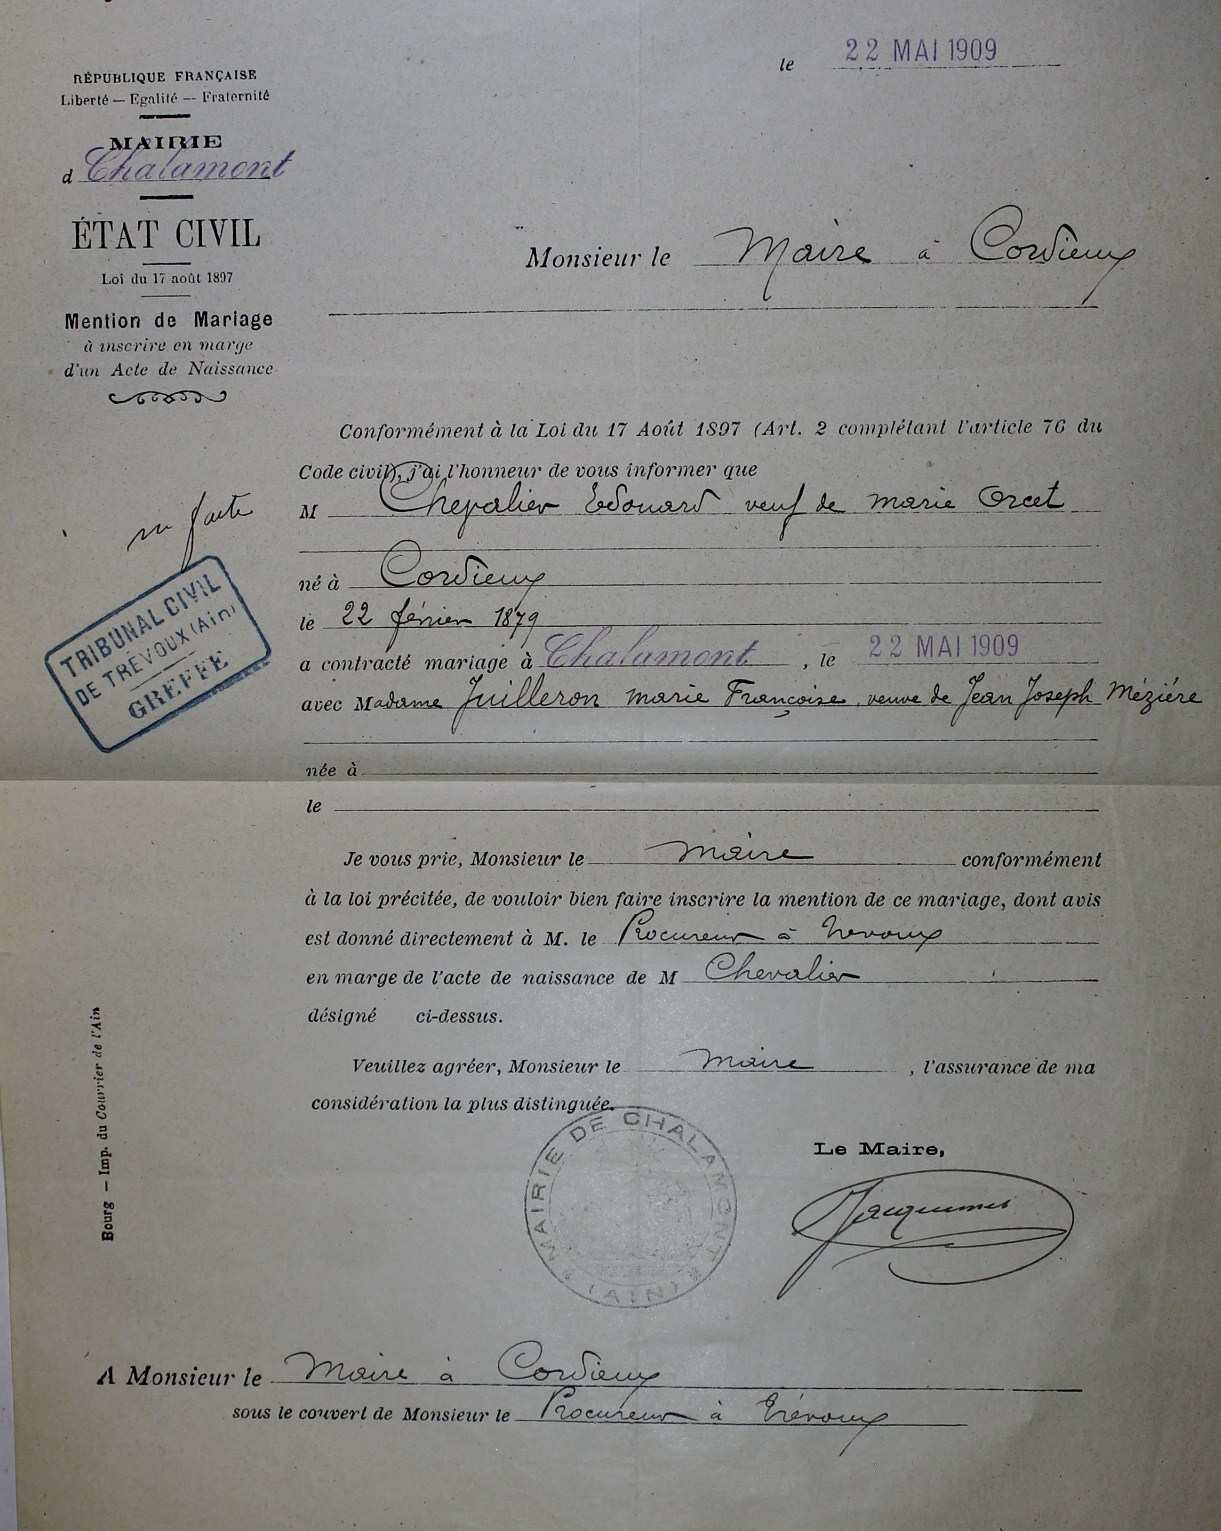 le 22 MAI 1909
RÉPUBLIQUE FRANÇAISE
Liberté — Egalité — Fraternité
MAIRIE
d Chalamont
ÉTAT CIVIL
Loi du 17 août 1897
Mention de Mariage
à inscrire en marge
d'un Acte de Naissance
Monsieur le Maire à Cordieux
Conformément à la Loi du 17 Août 1897 (Art. 2 complétant l'article 76 du
Code civil), j'ai l'honneur de vous informer que
M Chevalier Edouard veuf de marie Orcet
né à Cordieux
le 22 février 1879
a contracté mariage à Chalamont, le 22 MAI 1909
avec Madame Juilleron marie Françoise, veuve de Jean Joseph Mézière
née à
le
TRIBUNAL CIVIL
DE TRÉVOUX (Ain)
GREFFE
Je vous prie, Monsieur le maire conformément
à la loi précitée, de vouloir bien faire inscrire la mention de ce mariage, dont avis
est donné directement à M. le Procureur à Trevoux
en marge de l'acte de naissance de M Chevalier
désigné ci-dessus.
Veuillez agréer, Monsieur le maire, l'assurance de ma
considération la plus distinguée.
MAIRIE DE CHALAMONT
(AIN)
Le Maire,
Bourg — Imp. du Courrier de l'Ain
A Monsieur le Maire à Cordieux
sous le couvert de Monsieur le Procureur à Trévoux